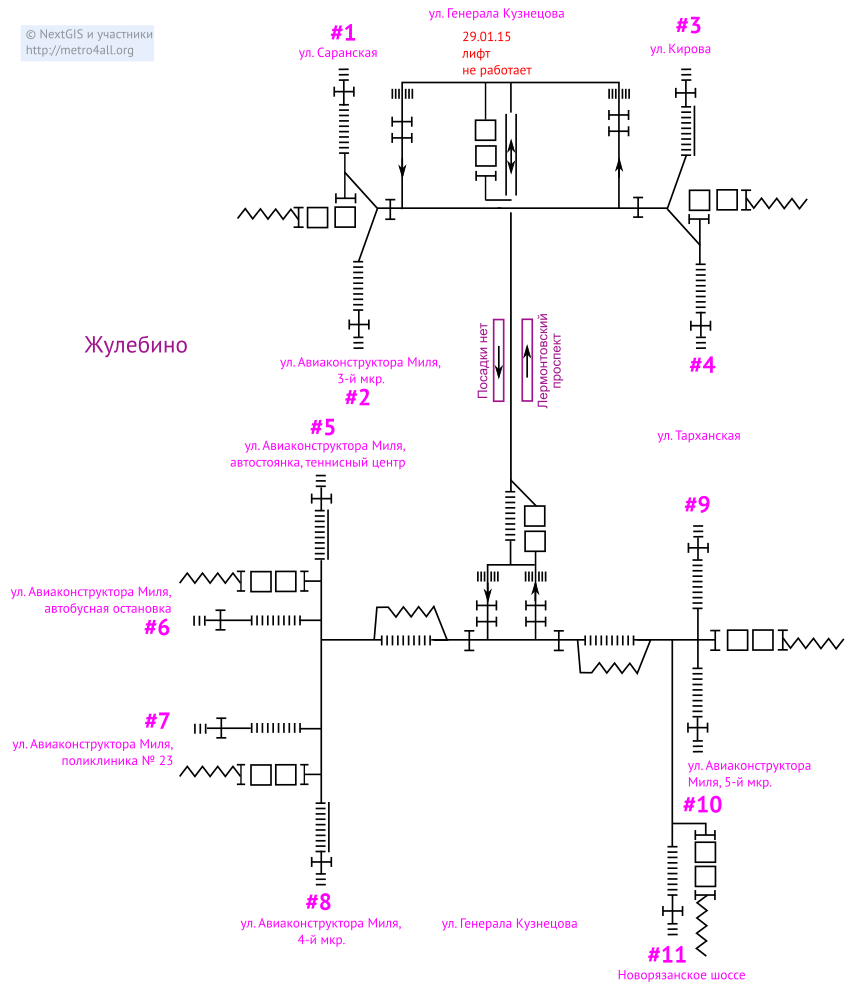 © NextGIS и участники
http://metro4all.org
ул. Генерала Кузнецова
#1
ул. Саранская
29.01.15
лифт
не работает
#3
ул. Кирова
Жулебино
Посадки нет
Лермонтовский
проспект
ул. Авиаконструктора Миля,
3-й мкр.
#2
#4
#5
ул. Авиаконструктора Миля,
автостоянка, теннисный центр
ул. Тарханская
#9
ул. Авиаконструктора Миля,
автобусная остановка
#6
#7
ул. Авиаконструктора Миля,
поликлиника № 23
ул. Авиаконструктора
Миля, 5-й мкр.
#10
#8
ул. Авиаконструктора Миля,
4-й мкр.
ул. Генерала Кузнецова
#11
Новорязанское шоссе